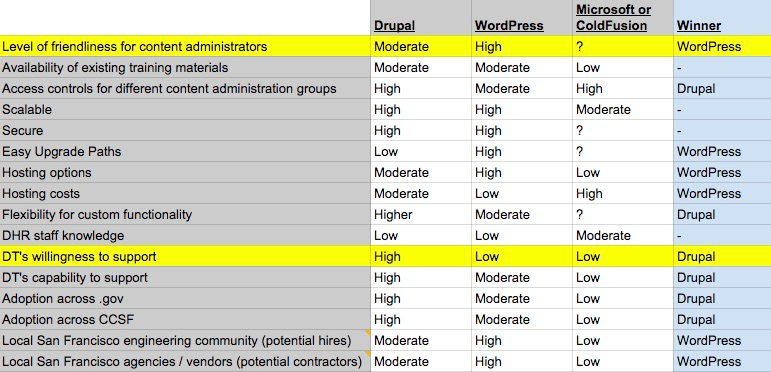 Drupal WordPress Microsoft or ColdFusion Winner
Level of friendliness for content administrators Moderate High ? WordPress
Availability of existing training materials Moderate Moderate Low -
Access controls for different content administration groups High Moderate High Drupal
Scalable High High Moderate -
Secure High High ? -
Easy Upgrade Paths Low High ? WordPress
Hosting options Moderate High Low WordPress
Hosting costs Moderate Low High WordPress
Flexibility for custom functionality Higher Moderate ? Drupal
DHR staff knowledge Low Low Moderate -
DT's willingness to support High Low Low Drupal
DT's capability to support High Moderate Low Drupal
Adoption across .gov High Moderate Low Drupal
Adoption across CCSF High Moderate Low Drupal
Local San Francisco engineering community (potential hires) Moderate High Low WordPress
Local San Francisco agencies / vendors (potential contractors) Moderate High Low WordPress